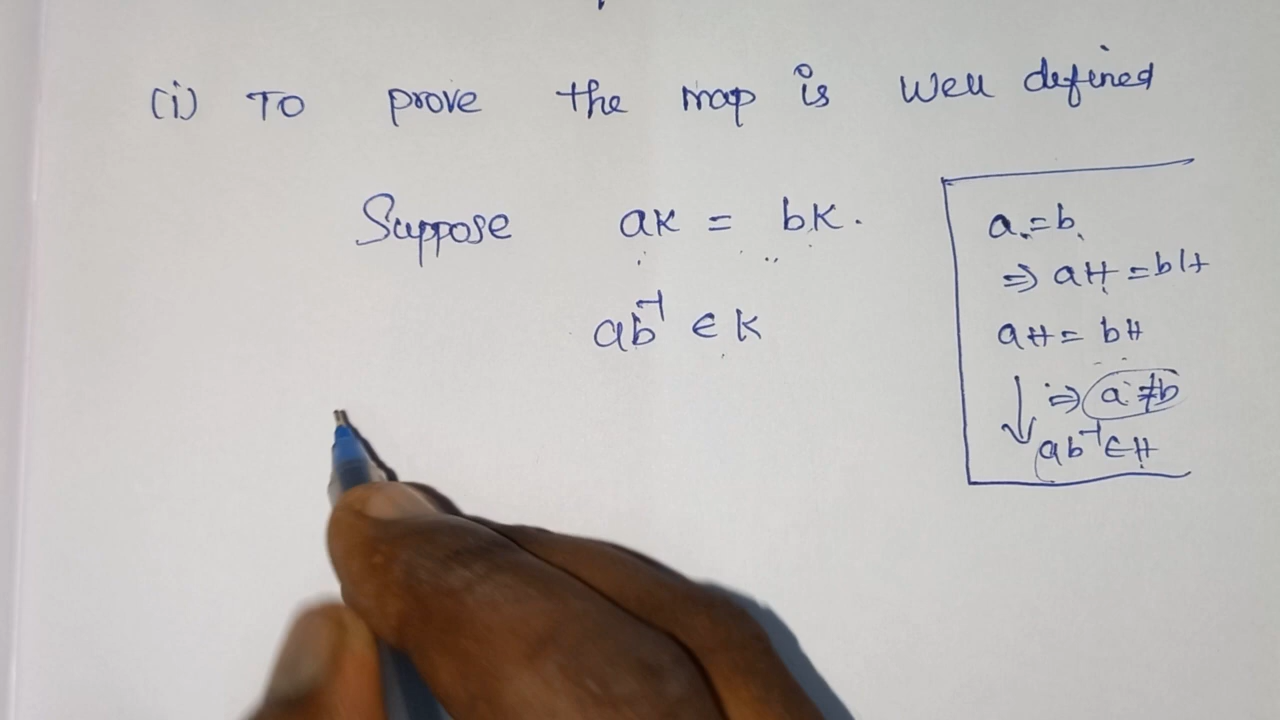 (i) To prove the map is well defined
Suppose aK = bK.
ab⁻¹ ∈ K
a = b
⇒ aH = bH
aH = bH
↓ ⇒ a ≠ b
ab⁻¹ ∈ H